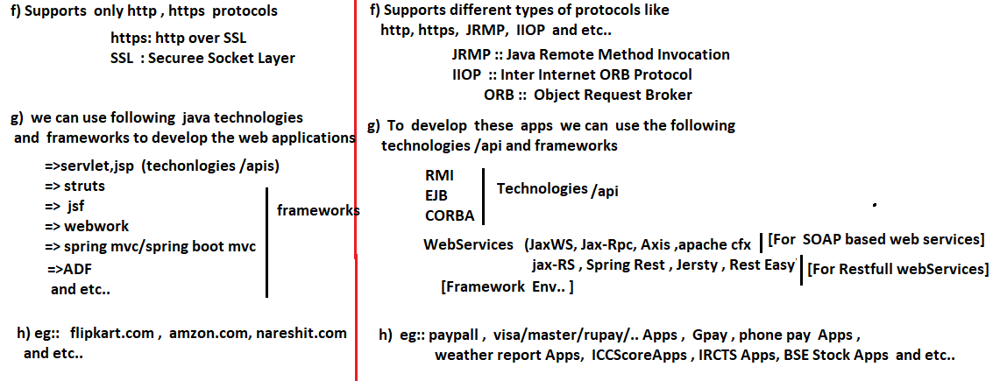 f) Supports only http , https protocols
https: http over SSL
SSL : Securee Socket Layer
g) we can use following java technologies
and frameworks to develop the web applications
=>servlet,jsp (techonlogies /apis)
=> struts
=> jsf
=> webwork
=> spring mvc/spring boot mvc
=>ADF
and etc..
frameworks
h) eg:: flipkart.com , amzon.com, nareshit.com
and etc..
f) Supports different types of protocols like
http, https, JRMP, IIOP and etc..
JRMP :: Java Remote Method Invocation
IIOP :: Inter Internet ORB Protocol
ORB :: Object Request Broker
g) To develop these apps we can use the following
technologies /api and frameworks
RMI
EJB
CORBA
Technologies /api
WebServices (JaxWS, Jax-Rpc, Axis ,apache cfx [For SOAP based web services]
jax-RS , Spring Rest , Jersty , Rest Easy [For Restfull webServices]
[Framework Env.. ]
h) eg:: paypall , visa/master/rupay/.. Apps , Gpay , phone pay Apps ,
weather report Apps, ICCScoreApps , IRCTS Apps, BSE Stock Apps and etc..